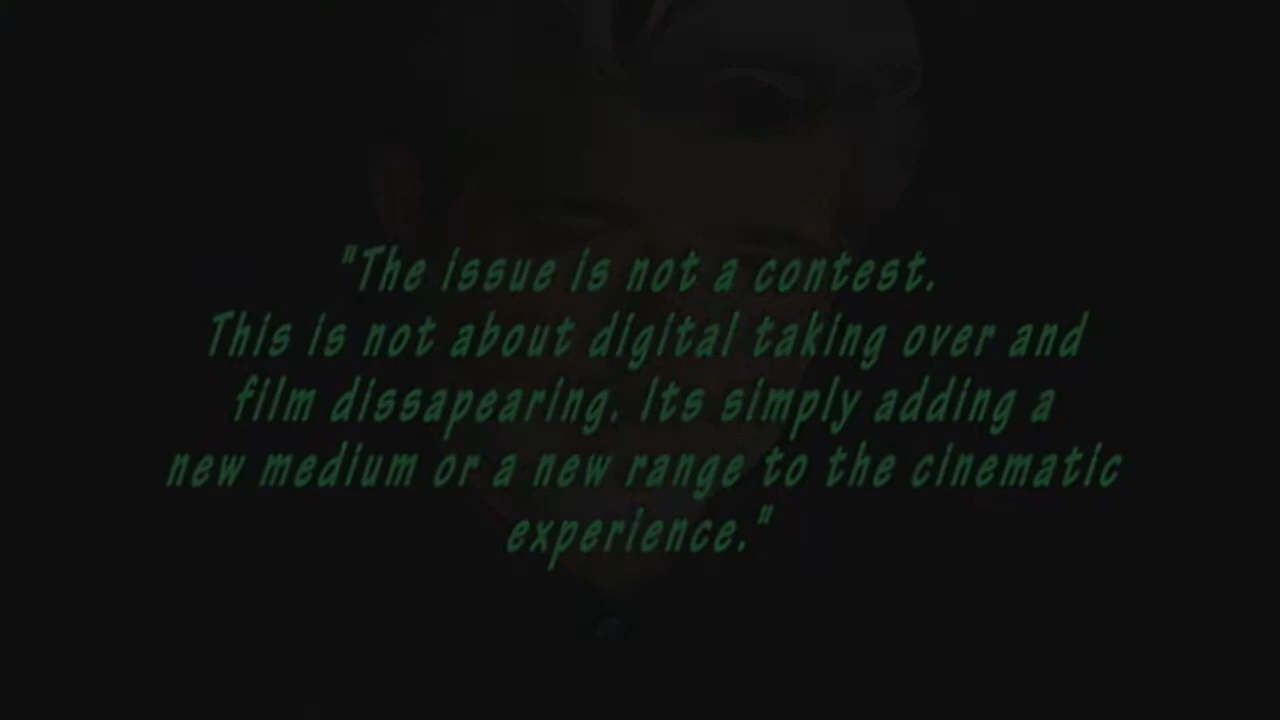 "The issue is not a contest.
This is not about digital taking over and
film dissapearing. Its simply adding a
new medium or a new range to the cinematic
experience."